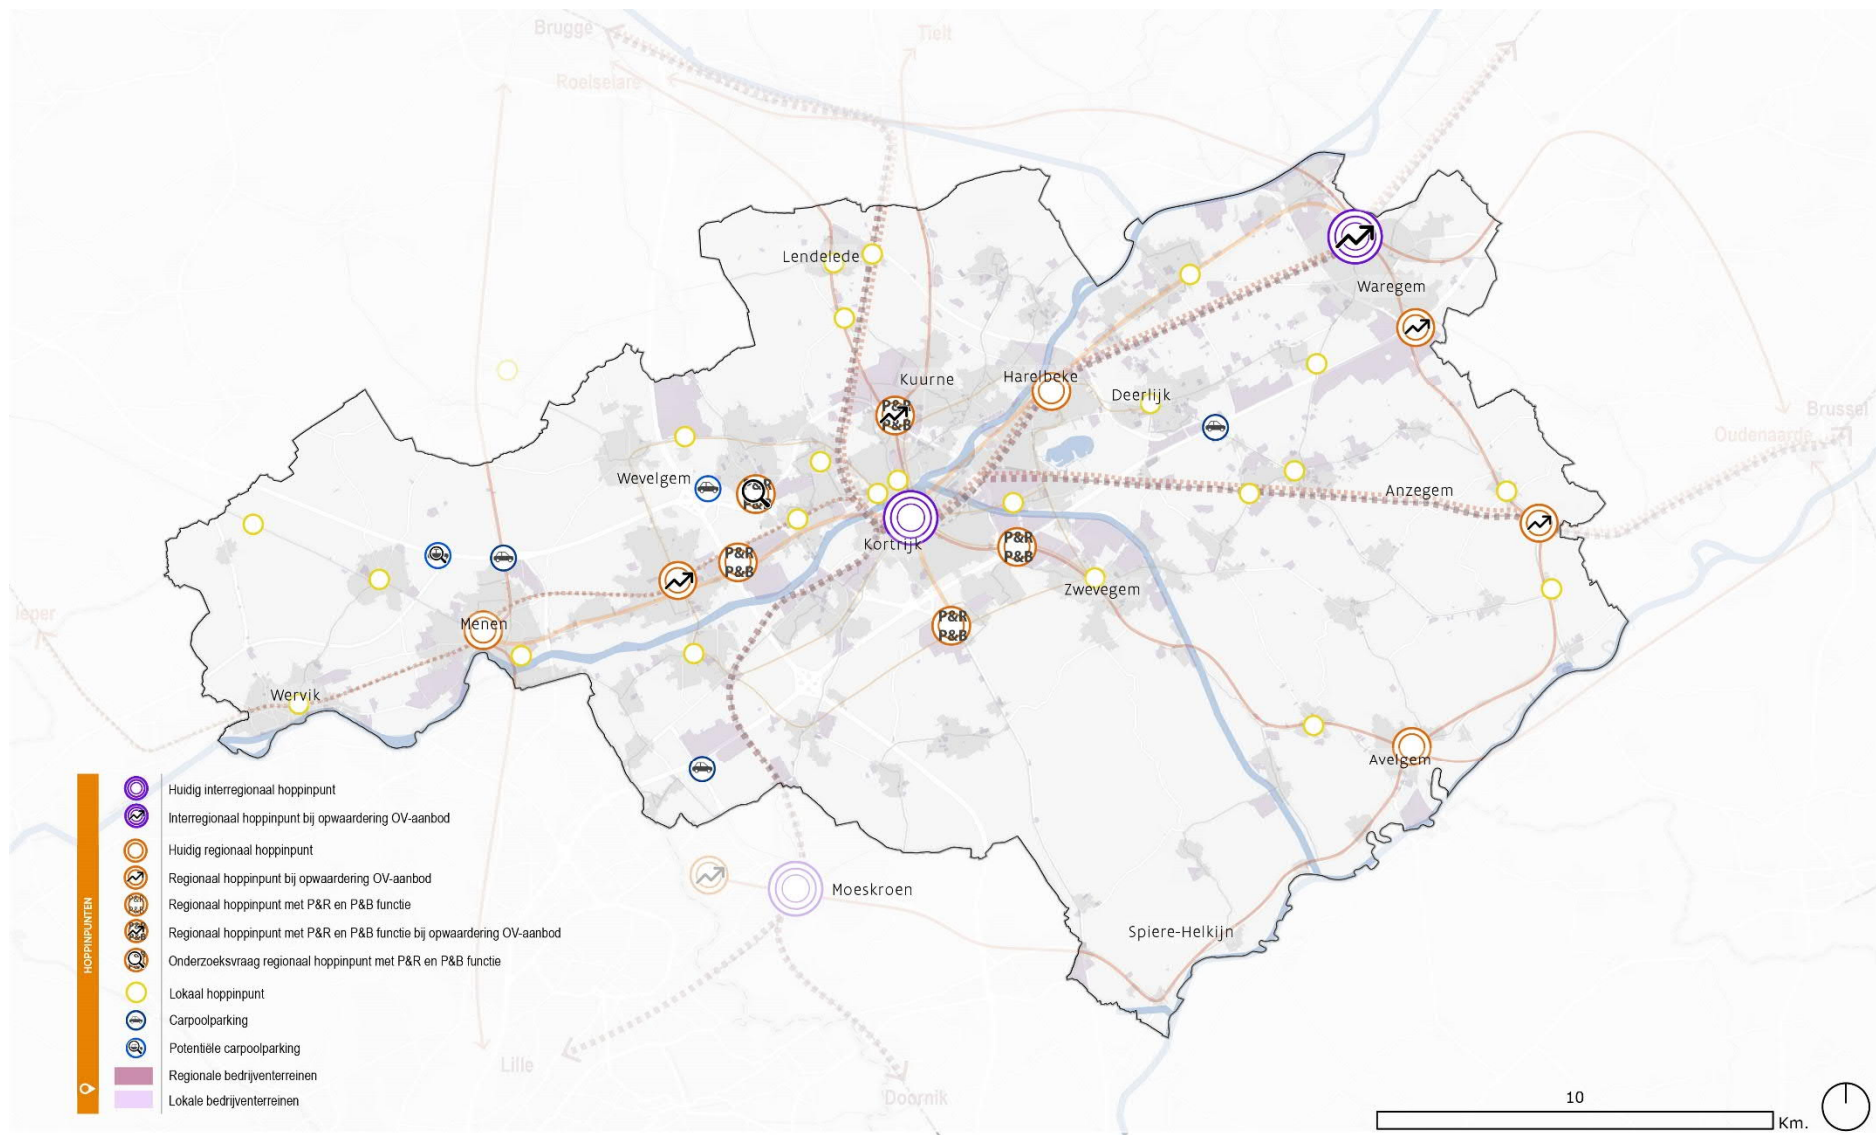 Brugge
Tielt
Roeselare
Lendelede
Waregem
Kuurne
Harelbeke
Deerlijk
Brussel
Oudenaarde
P&R
P&B
Wevelgem
P&R
Anzegem
Kortrijk
P&R
P&B
P&R
P&B
Zwevegem
Ieper
Menen
P&R
P&B
Wervik
Avelgem
Moeskroen
Spiere-Helkijn
Lille
Doornik
HOPPINPUNTEN
Huidig interregionaal hoppinpunt
Interregionaal hoppinpunt bij opwaardering OV-aanbod
Huidig regionaal hoppinpunt
Regionaal hoppinpunt bij opwaardering OV-aanbod
Regionaal hoppinpunt met P&R en P&B functie
Regionaal hoppinpunt met P&R en P&B functie bij opwaardering OV-aanbod
Onderzoeksvraag regionaal hoppinpunt met P&R en P&B functie
Lokaal hoppinpunt
Carpoolparking
Potentiële carpoolparking
Regionale bedrijventerreinen
Lokale bedrijventerreinen
10
Km.